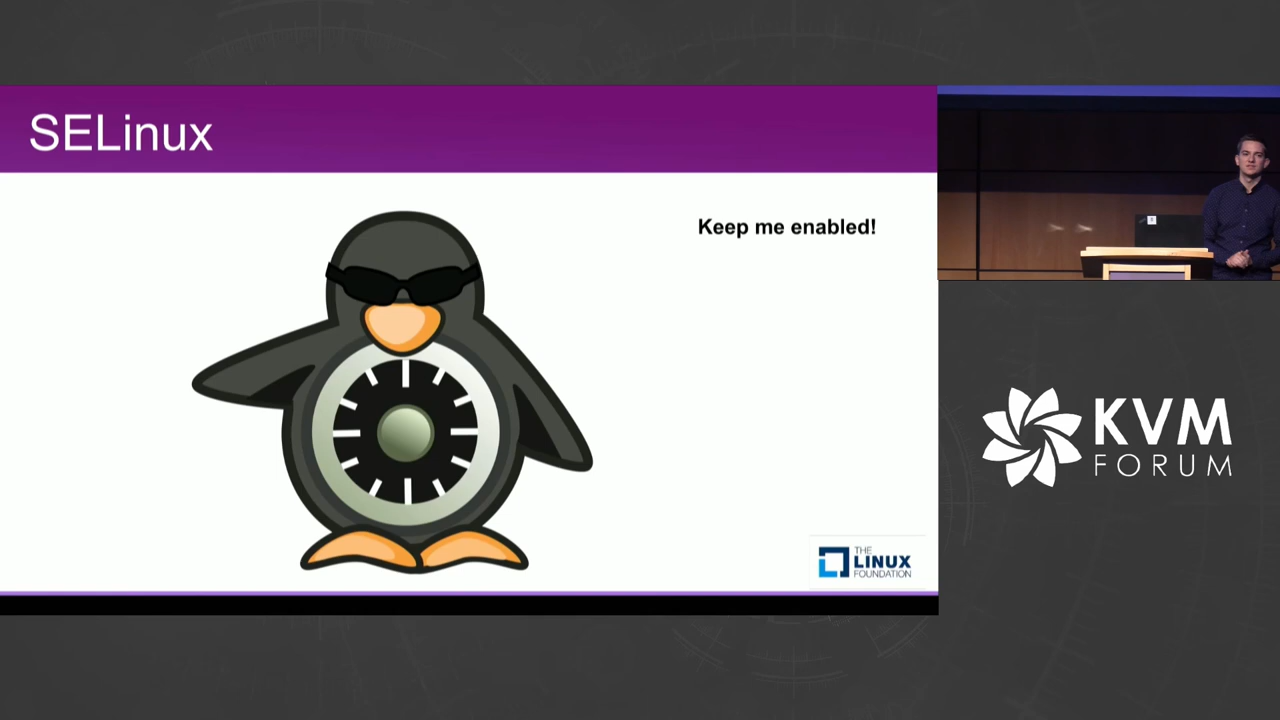 SELinux
Keep me enabled!
THE
LINUX
FOUNDATION
KVM
FORUM